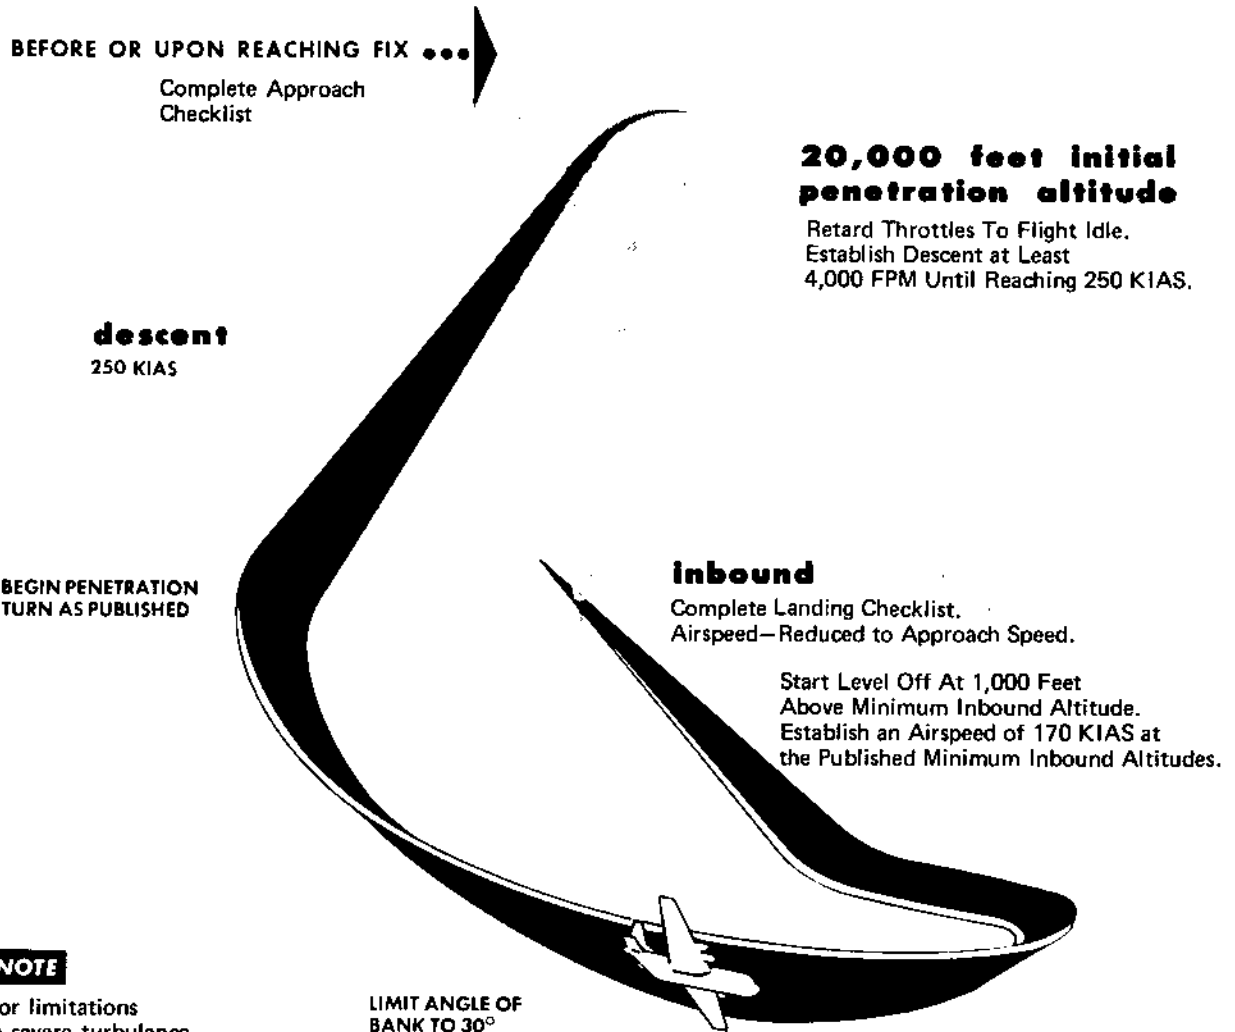 BEFORE OR UPON REACHING FIX
Complete Approach
Checklist
20,000 feet initial
penetration altitude
Retard Throttles To Flight Idle.
Establish Descent at Least
4,000 FPM Until Reaching 250 KIAS.
descent
250 KIAS
BEGIN PENETRATION
TURN AS PUBLISHED
inbound
Complete Landing Checklist.
Airspeed—Reduced to Approach Speed.
Start Level Off At 1,000 Feet
Above Minimum Inbound Altitude.
Establish an Airspeed of 170 KIAS at
the Published Minimum Inbound Altitudes.
NOTE
or limitations
severe turbulence
LIMIT ANGLE OF
BANK TO 30°